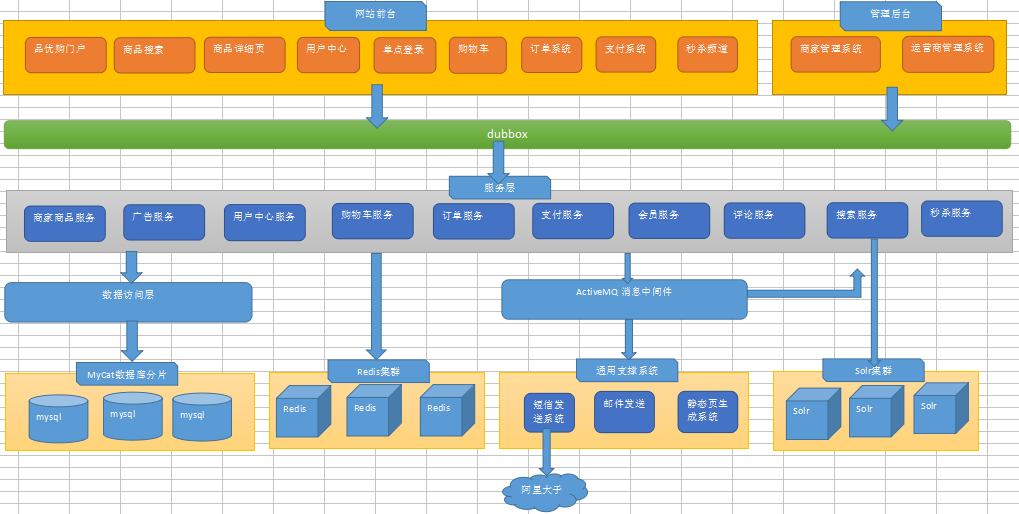 网站前台
管理后台
品优购门户
商品搜索
商品详细页
用户中心
单点登录
购物车
订单系统
支付系统
秒杀频道
商家管理系统
运营商管理系统
dubbox
服务层
商家商品服务
广告服务
用户中心服务
购物车服务
订单服务
支付服务
会员服务
评论服务
搜索服务
秒杀服务
数据访问层
ActiveMQ 消息中间件
MyCat数据库分片
Redis集群
通用支撑系统
Solr集群
mysql
mysql
mysql
Redis
Redis
Redis
短信发
送系统
邮件发送
静态页生
成系统
Solr
Solr
Solr
阿里大于